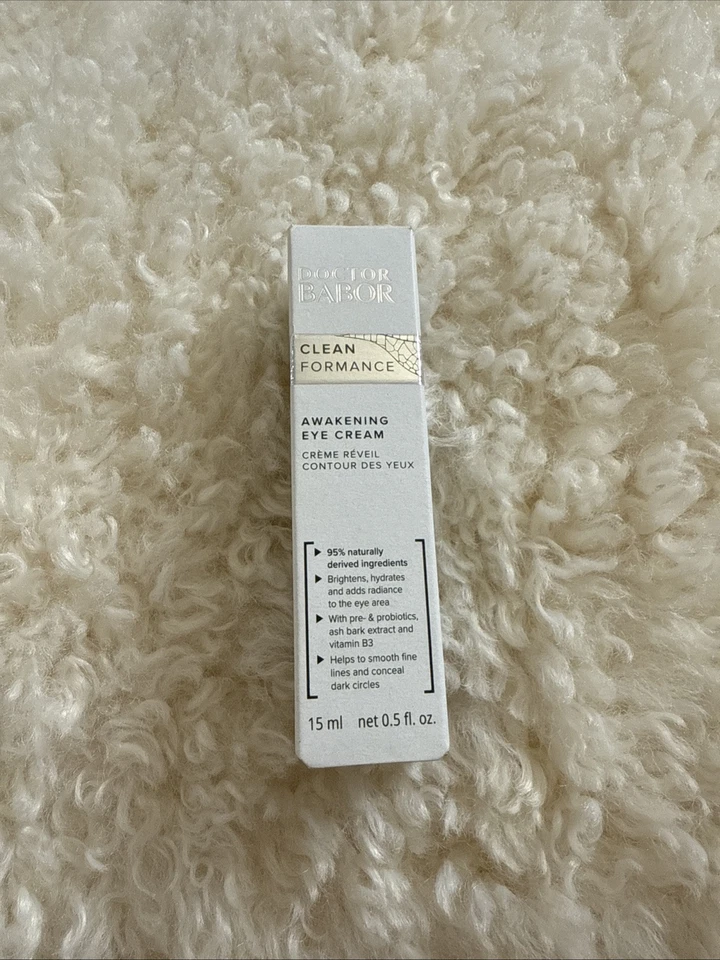 DOCTOR
BABOR
CLEAN
FORMANCE
AWAKENING
EYE CREAM
CRÈME RÉVEIL
CONTOUR DES YEUX
95% naturally
derived ingredients
Brightens, hydrates
and adds radiance
to the eye area
With pre- & probiotics,
ash bark extract and
vitamin B3
Helps to smooth fine
lines and conceal
dark circles
15 ml net 0.5 fl. oz.